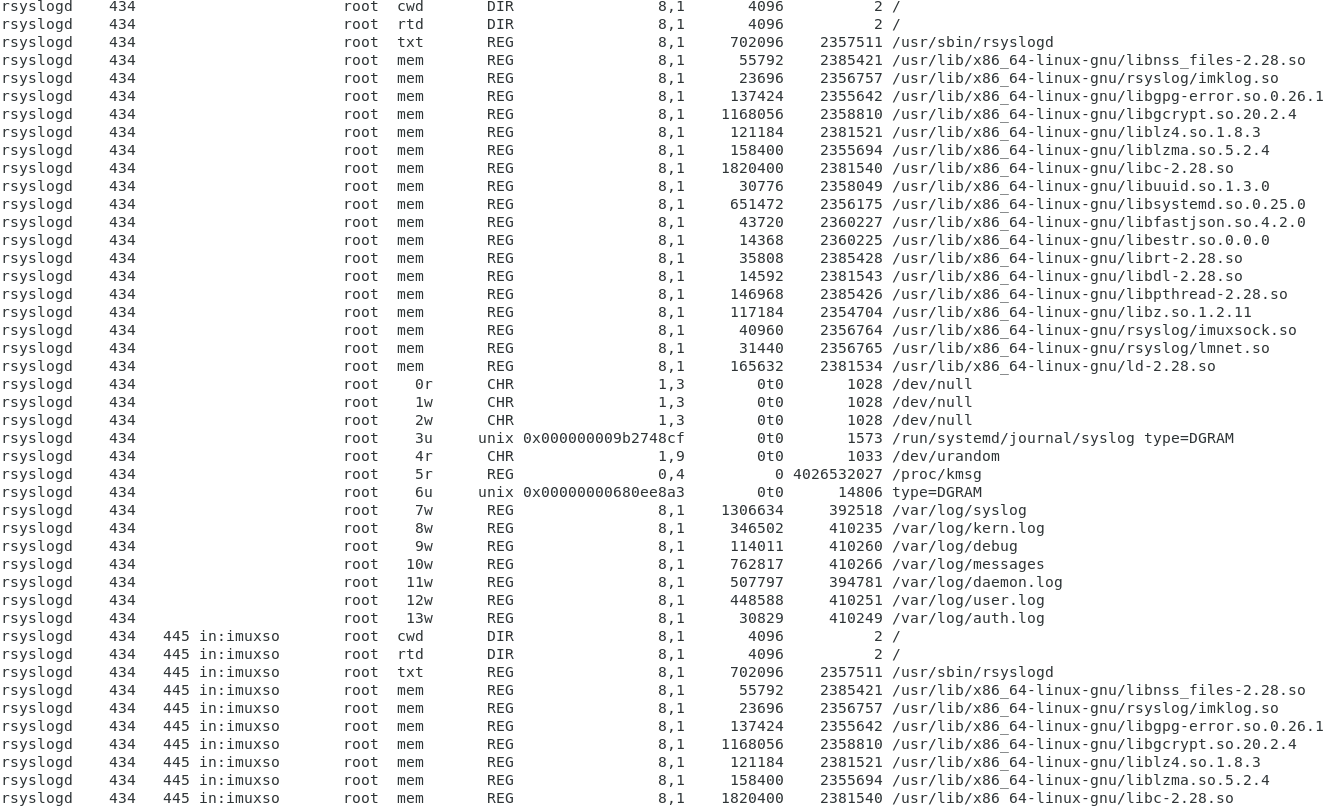 rsyslogd 434 root cwd DIR 8,1 4096 2 /
rsyslogd 434 root rtd DIR 8,1 4096 2 /
rsyslogd 434 root txt REG 8,1 702096 2357511 /usr/sbin/rsyslogd
rsyslogd 434 root mem REG 8,1 55792 2385421 /usr/lib/x86_64-linux-gnu/libnss_files-2.28.so
rsyslogd 434 root mem REG 8,1 23696 2356757 /usr/lib/x86_64-linux-gnu/rsyslog/imklog.so
rsyslogd 434 root mem REG 8,1 137424 2355642 /usr/lib/x86_64-linux-gnu/libgpg-error.so.0.26.1
rsyslogd 434 root mem REG 8,1 1168056 2358810 /usr/lib/x86_64-linux-gnu/libgcrypt.so.20.2.4
rsyslogd 434 root mem REG 8,1 121184 2381521 /usr/lib/x86_64-linux-gnu/liblz4.so.1.8.3
rsyslogd 434 root mem REG 8,1 158400 2355694 /usr/lib/x86_64-linux-gnu/liblzma.so.5.2.4
rsyslogd 434 root mem REG 8,1 1820400 2381540 /usr/lib/x86_64-linux-gnu/libc-2.28.so
rsyslogd 434 root mem REG 8,1 30776 2358049 /usr/lib/x86_64-linux-gnu/libuuid.so.1.3.0
rsyslogd 434 root mem REG 8,1 651472 2356175 /usr/lib/x86_64-linux-gnu/libsystemd.so.0.25.0
rsyslogd 434 root mem REG 8,1 43720 2360227 /usr/lib/x86_64-linux-gnu/libfastjson.so.4.2.0
rsyslogd 434 root mem REG 8,1 14368 2360225 /usr/lib/x86_64-linux-gnu/libestr.so.0.0.0
rsyslogd 434 root mem REG 8,1 35808 2385428 /usr/lib/x86_64-linux-gnu/librt-2.28.so
rsyslogd 434 root mem REG 8,1 14592 2381543 /usr/lib/x86_64-linux-gnu/libdl-2.28.so
rsyslogd 434 root mem REG 8,1 146968 2385426 /usr/lib/x86_64-linux-gnu/libpthread-2.28.so
rsyslogd 434 root mem REG 8,1 117184 2354704 /usr/lib/x86_64-linux-gnu/libz.so.1.2.11
rsyslogd 434 root mem REG 8,1 40960 2356764 /usr/lib/x86_64-linux-gnu/rsyslog/imuxsock.so
rsyslogd 434 root mem REG 8,1 31440 2356765 /usr/lib/x86_64-linux-gnu/rsyslog/lmnet.so
rsyslogd 434 root mem REG 8,1 165632 2381534 /usr/lib/x86_64-linux-gnu/ld-2.28.so
rsyslogd 434 root 0r CHR 1,3 0t0 1028 /dev/null
rsyslogd 434 root 1w CHR 1,3 0t0 1028 /dev/null
rsyslogd 434 root 2w CHR 1,3 0t0 1028 /dev/null
rsyslogd 434 root 3u unix 0x000000009b2748cf 0t0 1573 /run/systemd/journal/syslog type=DGRAM
rsyslogd 434 root 4r CHR 1,9 0t0 1033 /dev/urandom
rsyslogd 434 root 5r REG 0,4 0 4026532027 /proc/kmsg
rsyslogd 434 root 6u unix 0x00000000680ee8a3 0t0 14806 type=DGRAM
rsyslogd 434 root 7w REG 8,1 1306634 392518 /var/log/syslog
rsyslogd 434 root 8w REG 8,1 346502 410235 /var/log/kern.log
rsyslogd 434 root 9w REG 8,1 114011 410260 /var/log/debug
rsyslogd 434 root 10w REG 8,1 762817 410266 /var/log/messages
rsyslogd 434 root 11w REG 8,1 507797 394781 /var/log/daemon.log
rsyslogd 434 root 12w REG 8,1 448588 410251 /var/log/user.log
rsyslogd 434 root 13w REG 8,1 30829 410249 /var/log/auth.log
rsyslogd 434 445 in:imuxso root cwd DIR 8,1 4096 2 /
rsyslogd 434 445 in:imuxso root rtd DIR 8,1 4096 2 /
rsyslogd 434 445 in:imuxso root txt REG 8,1 702096 2357511 /usr/sbin/rsyslogd
rsyslogd 434 445 in:imuxso root mem REG 8,1 55792 2385421 /usr/lib/x86_64-linux-gnu/libnss_files-2.28.so
rsyslogd 434 445 in:imuxso root mem REG 8,1 23696 2356757 /usr/lib/x86_64-linux-gnu/rsyslog/imklog.so
rsyslogd 434 445 in:imuxso root mem REG 8,1 137424 2355642 /usr/lib/x86_64-linux-gnu/libgpg-error.so.0.26.1
rsyslogd 434 445 in:imuxso root mem REG 8,1 1168056 2358810 /usr/lib/x86_64-linux-gnu/libgcrypt.so.20.2.4
rsyslogd 434 445 in:imuxso root mem REG 8,1 121184 2381521 /usr/lib/x86_64-linux-gnu/liblz4.so.1.8.3
rsyslogd 434 445 in:imuxso root mem REG 8,1 158400 2355694 /usr/lib/x86_64-linux-gnu/liblzma.so.5.2.4
rsyslogd 434 445 in:imuxso root mem REG 8,1 1820400 2381540 /usr/lib/x86_64-linux-gnu/libc-2.28.so